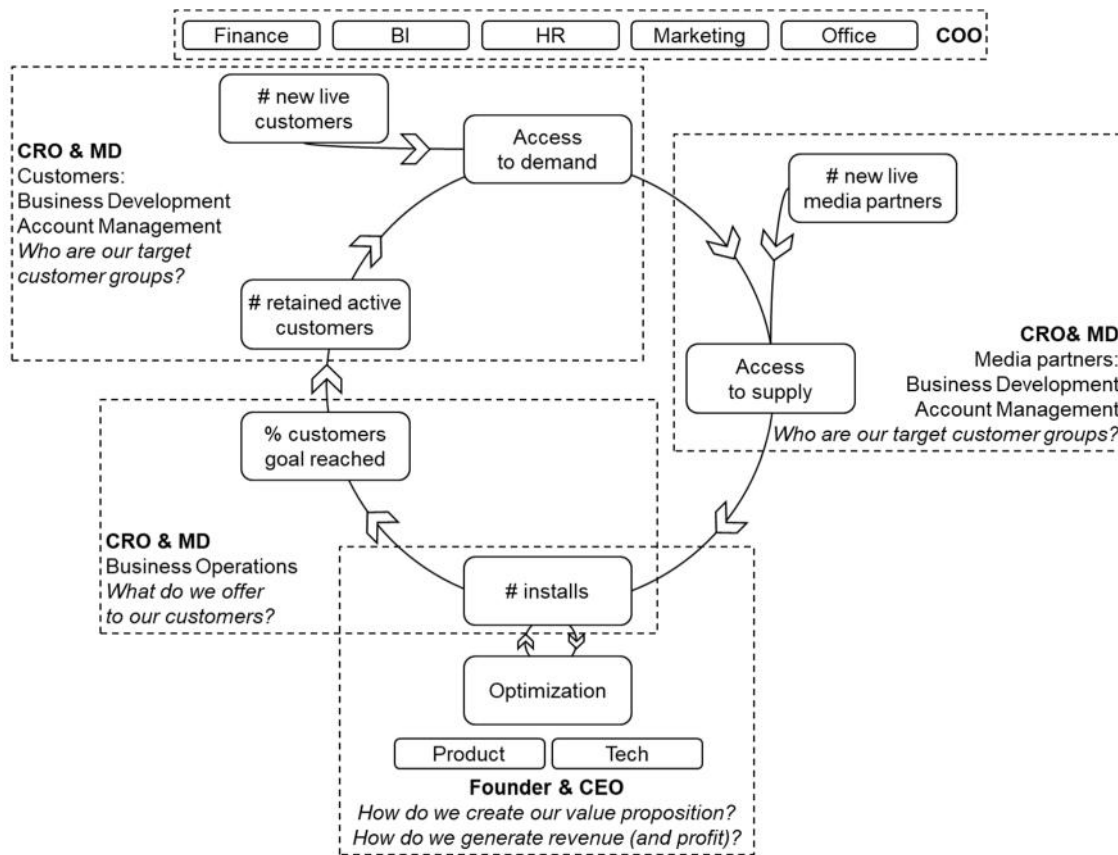 Finance
BI
HR
Marketing
Office
COO
# new live
customers
Access
to demand
CRO & MD
Customers:
Business Development
Account Management
Who are our target
customer groups?
# new live
media partners
# retained active
customers
Access
to supply
CRO& MD
Media partners:
Business Development
Account Management
Who are our target customer groups?
% customers
goal reached
CRO & MD
Business Operations
What do we offer
to our customers?
# installs
Optimization
Product
Tech
Founder & CEO
How do we create our value proposition?
How do we generate revenue (and profit)?